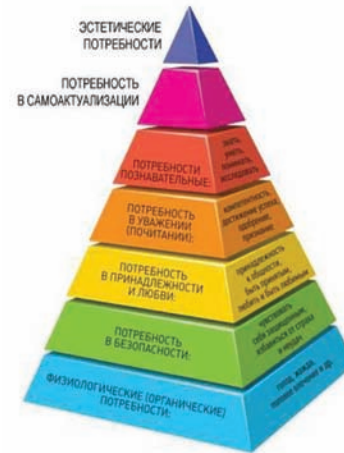 ЭСТЕТИЧЕСКИЕ
ПОТРЕБНОСТИ
ПОТРЕБНОСТЬ
В САМОАКТУАЛИЗАЦИИ
ПОТРЕБНОСТИ
ПОЗНАВАТЕЛЬНЫЕ:
знать,
уметь,
понимать,
исследовать
ПОТРЕБНОСТЬ
В УВАЖЕНИИ
(ПОЧИТАНИИ):
компетентность,
достижение успеха,
одобрение,
признание
ПОТРЕБНОСТЬ
В ПРИНАДЛЕЖНОСТИ
И ЛЮБВИ:
принадлежность
к общности,
быть принятым,
любить и быть любимым
ПОТРЕБНОСТЬ
В БЕЗОПАСНОСТИ:
чувствовать
себя защищенным,
избавиться от страха
и неудач
ФИЗИОЛОГИЧЕСКИЕ (ОРГАНИЧЕСКИЕ)
ПОТРЕБНОСТИ:
голод, жажда,
половое влечение и др.